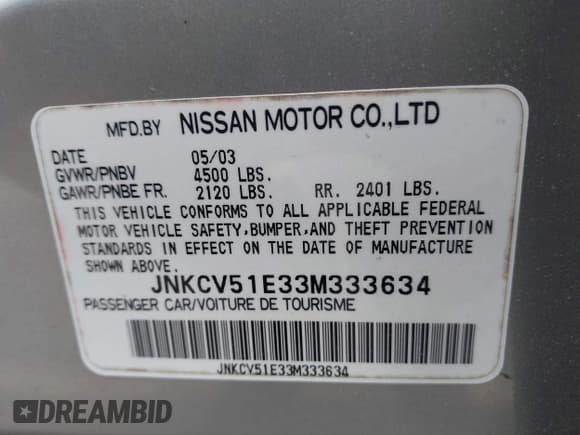 MFD.BY NISSAN MOTOR CO.,LTD
DATE 05/03
GVWR/PNBV 4500 LBS.
GAWR/PNBE FR. 2120 LBS. RR. 2401 LBS.
THIS VEHICLE CONFORMS TO ALL APPLICABLE FEDERAL
MOTOR VEHICLE SAFETY,BUMPER,AND THEFT PREVENTION
STANDARDS IN EFFECT ON THE DATE OF MANUFACTURE
SHOWN ABOVE. JNKCV51E33M333634
PASSENGER CAR/VOITURE DE TOURISME
JNKCV51E33M333634
DREAMBID